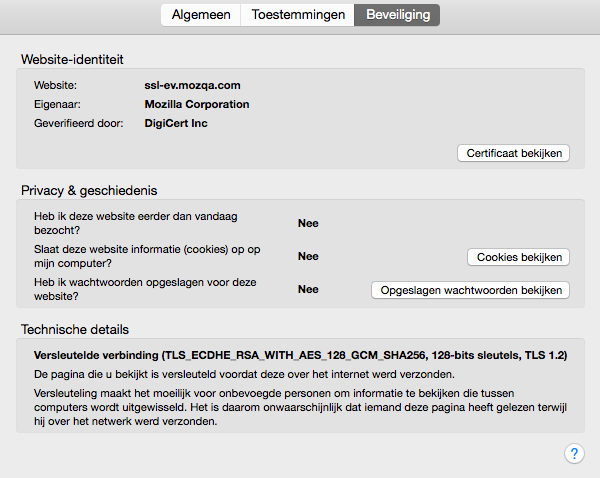 Algemeen Toestemmingen Beveiliging
Website-identiteit
Website: ssl-ev.mozqa.com
Eigenaar: Mozilla Corporation
Geverifieerd door: DigiCert Inc
Certificaat bekijken
Privacy & geschiedenis
Heb ik deze website eerder dan vandaag
bezocht? Nee
Slaat deze website informatie (cookies) op op
mijn computer? Nee Cookies bekijken
Heb ik wachtwoorden opgeslagen voor deze
website? Nee Opgeslagen wachtwoorden bekijken
Technische details
Versleutelde verbinding (TLS_ECDHE_RSA_WITH_AES_128_GCM_SHA256, 128-bits sleutels, TLS 1.2)
De pagina die u bekijkt is versleuteld voordat deze over het internet werd verzonden.
Versleuteling maakt het moeilijk voor onbevoegde personen om informatie te bekijken die tussen
computers wordt uitgewisseld. Het is daarom onwaarschijnlijk dat iemand deze pagina heeft gelezen terwijl
hij over het netwerk werd verzonden.
?